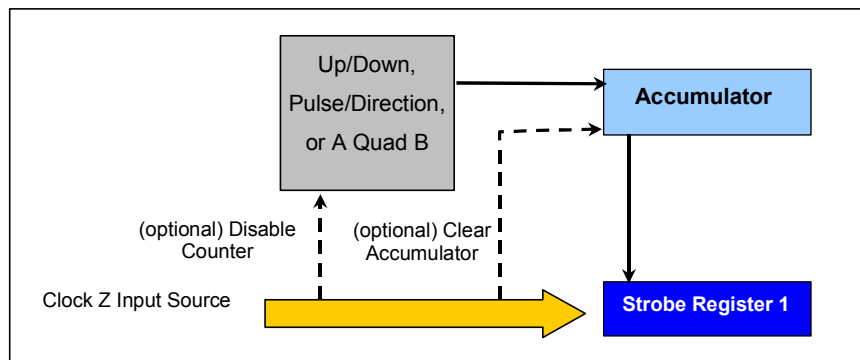 Up/Down,
Pulse/Direction,
or A Quad B
Accumulator
(optional) Disable
Counter
(optional) Clear
Accumulator
Clock Z Input Source
Strobe Register 1